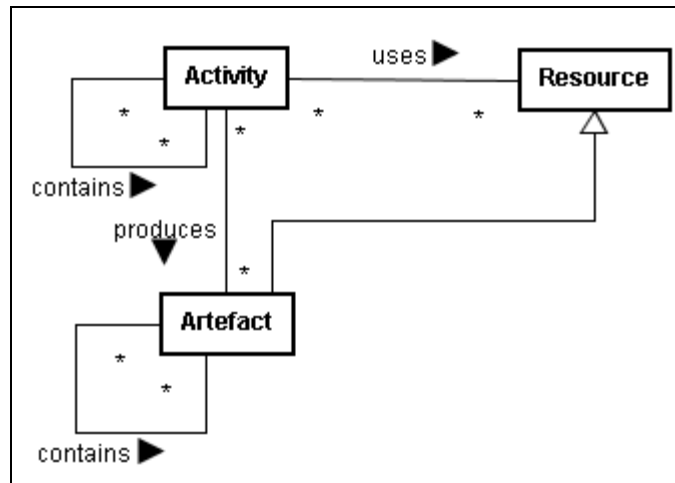 uses
Activity
Resource
* * * * *
contains
produces
*
Artefact
* *
contains